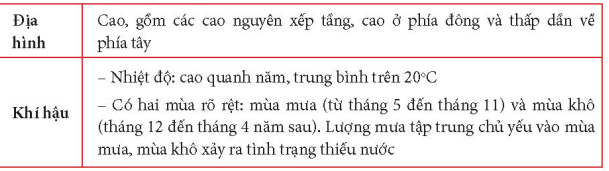 Địa hình
Cao, gồm các cao nguyên xếp tầng, cao ở phía đông và thấp dần về
phía tây
Khí hậu
– Nhiệt độ: cao quanh năm, trung bình trên 20°C
– Có hai mùa rõ rệt: mùa mưa (từ tháng 5 đến tháng 11) và mùa khô
(tháng 12 đến tháng 4 năm sau). Lượng mưa tập trung chủ yếu vào mùa
mưa, mùa khô xảy ra tình trạng thiếu nước